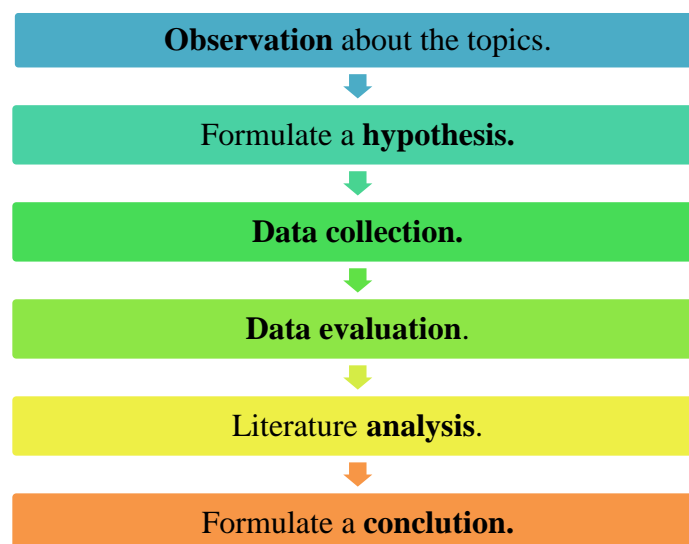 Observation about the topics.
Formulate a hypothesis.
Data collection.
Data evaluation.
Literature analysis.
Formulate a conclution.